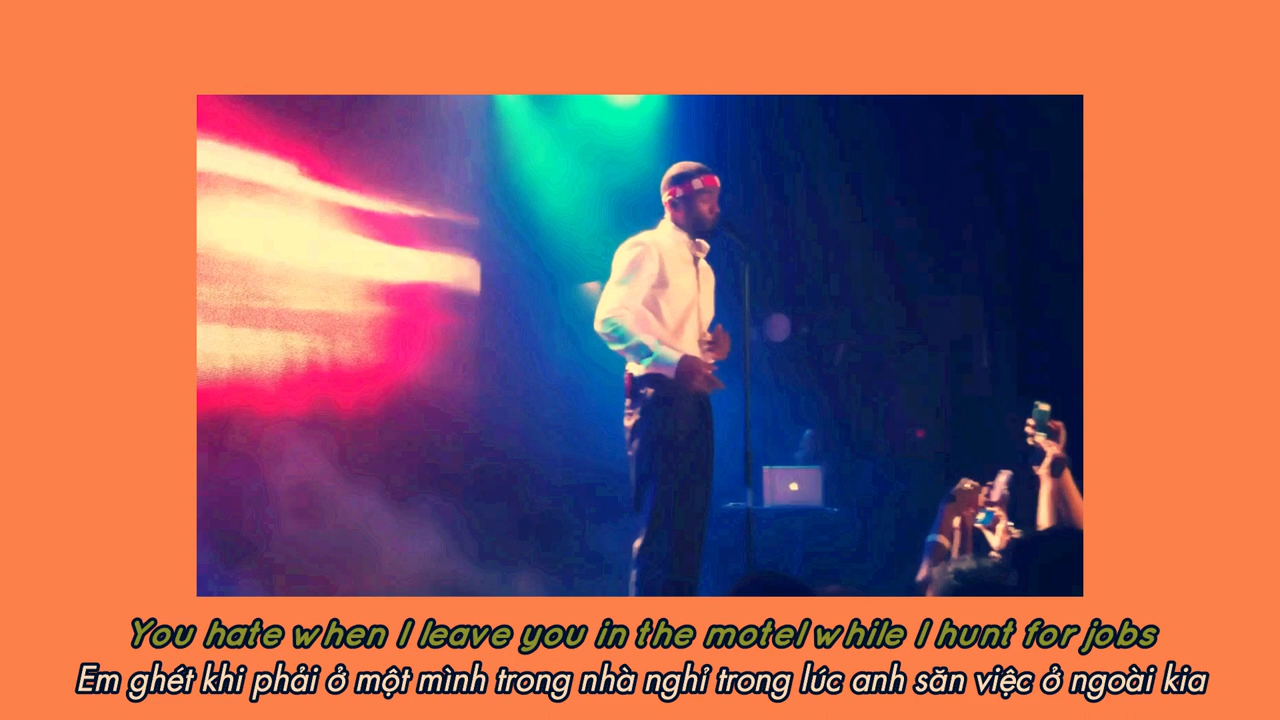 You hate when I leave you in the motel while I hunt for jobs
Em ghét khi phải ở một mình trong nhà nghỉ trong lúc anh săn việc ở ngoài kia